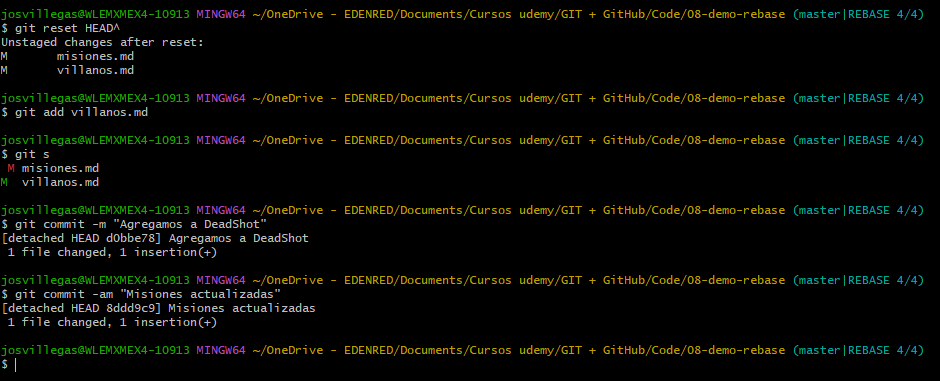 josvillegas@WLEMXMEX4-10913 MINGW64 ~/OneDrive - EDENRED/Documents/Cursos udemy/GIT + GitHub/Code/08-demo-rebase (master|REBASE 4/4)
$ git reset HEAD^
Unstaged changes after reset:
M       misiones.md
M       villanos.md
josvillegas@WLEMXMEX4-10913 MINGW64 ~/OneDrive - EDENRED/Documents/Cursos udemy/GIT + GitHub/Code/08-demo-rebase (master|REBASE 4/4)
$ git add villanos.md
josvillegas@WLEMXMEX4-10913 MINGW64 ~/OneDrive - EDENRED/Documents/Cursos udemy/GIT + GitHub/Code/08-demo-rebase (master|REBASE 4/4)
$ git s
 M misiones.md
M  villanos.md
josvillegas@WLEMXMEX4-10913 MINGW64 ~/OneDrive - EDENRED/Documents/Cursos udemy/GIT + GitHub/Code/08-demo-rebase (master|REBASE 4/4)
$ git commit -m "Agregamos a DeadShot"
[detached HEAD d0bbe78] Agregamos a DeadShot
 1 file changed, 1 insertion(+)
josvillegas@WLEMXMEX4-10913 MINGW64 ~/OneDrive - EDENRED/Documents/Cursos udemy/GIT + GitHub/Code/08-demo-rebase (master|REBASE 4/4)
$ git commit -am "Misiones actualizadas"
[detached HEAD 8ddd9c9] Misiones actualizadas
 1 file changed, 1 insertion(+)
josvillegas@WLEMXMEX4-10913 MINGW64 ~/OneDrive - EDENRED/Documents/Cursos udemy/GIT + GitHub/Code/08-demo-rebase (master|REBASE 4/4)
$